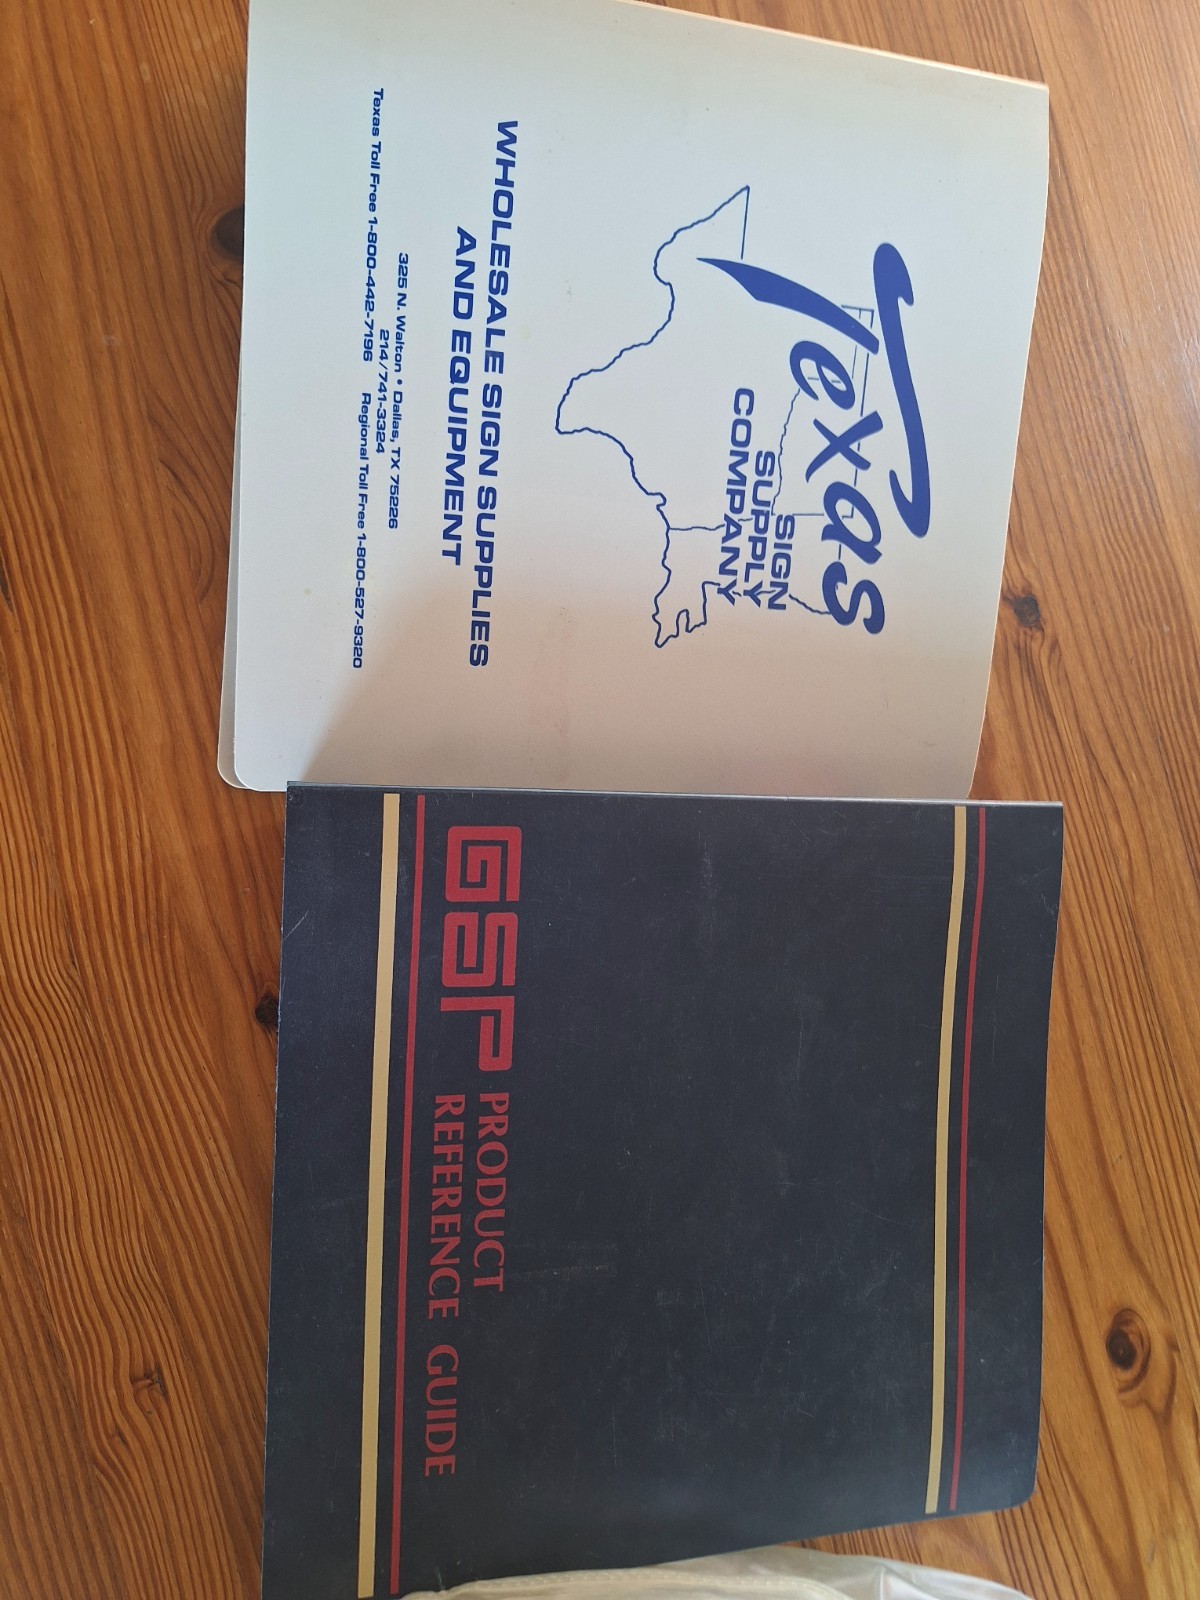 Texas
SIGN
SUPPLY
COMPANY
WHOLESALE SIGN SUPPLIES
AND EQUIPMENT
325 N. Walton • Dallas, TX 75226
214/741-3324
Texas Toll Free 1-800-442-7196 Regional Toll Free 1-800-527-9320
GSP PRODUCT
REFERENCE GUIDE